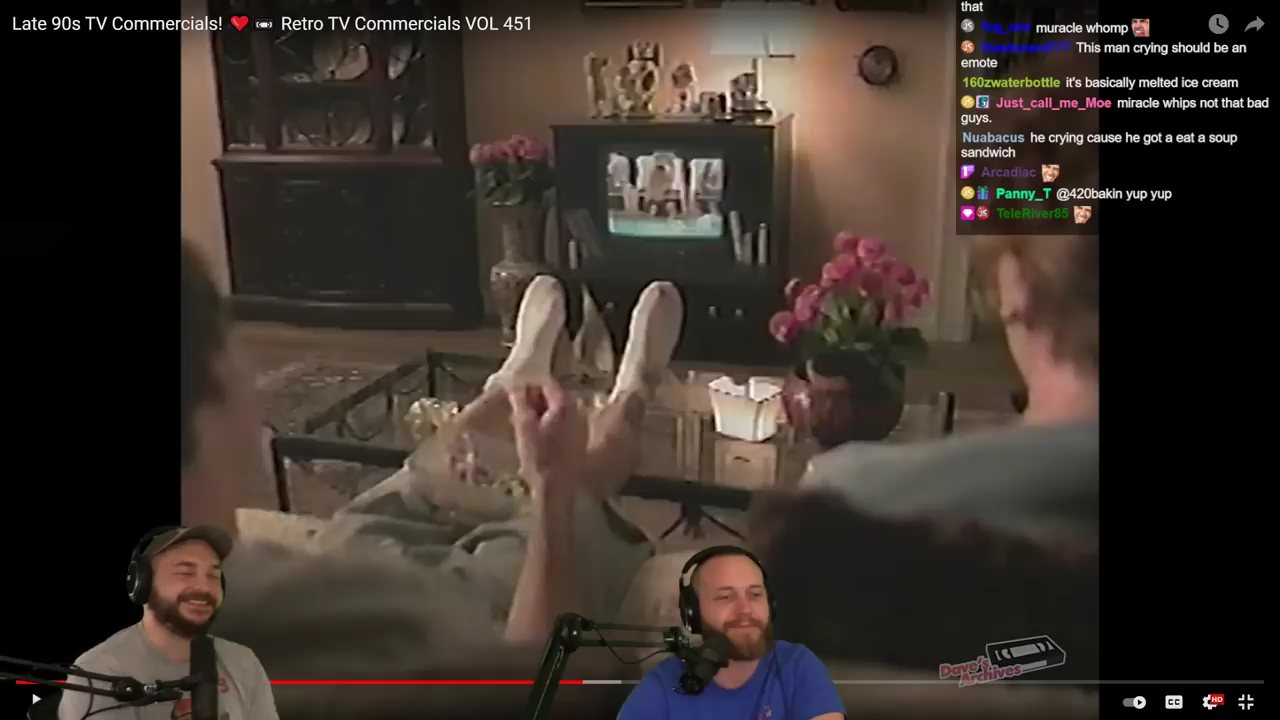 Late 90s TV Commercials! ❤️ 📼 Retro TV Commercials VOL 451
that
muracle whomp
This man crying should be an
emote
160zwaterbottle it's basically melted ice cream
Just_call_me_Moe miracle whips not that bad
guys.
Nuabacus he crying cause he got a eat a soup
sandwich
Arcadiac
Panny_T @420bakin yup yup
TeleRiver85
Dave's
Archives
CC
HD